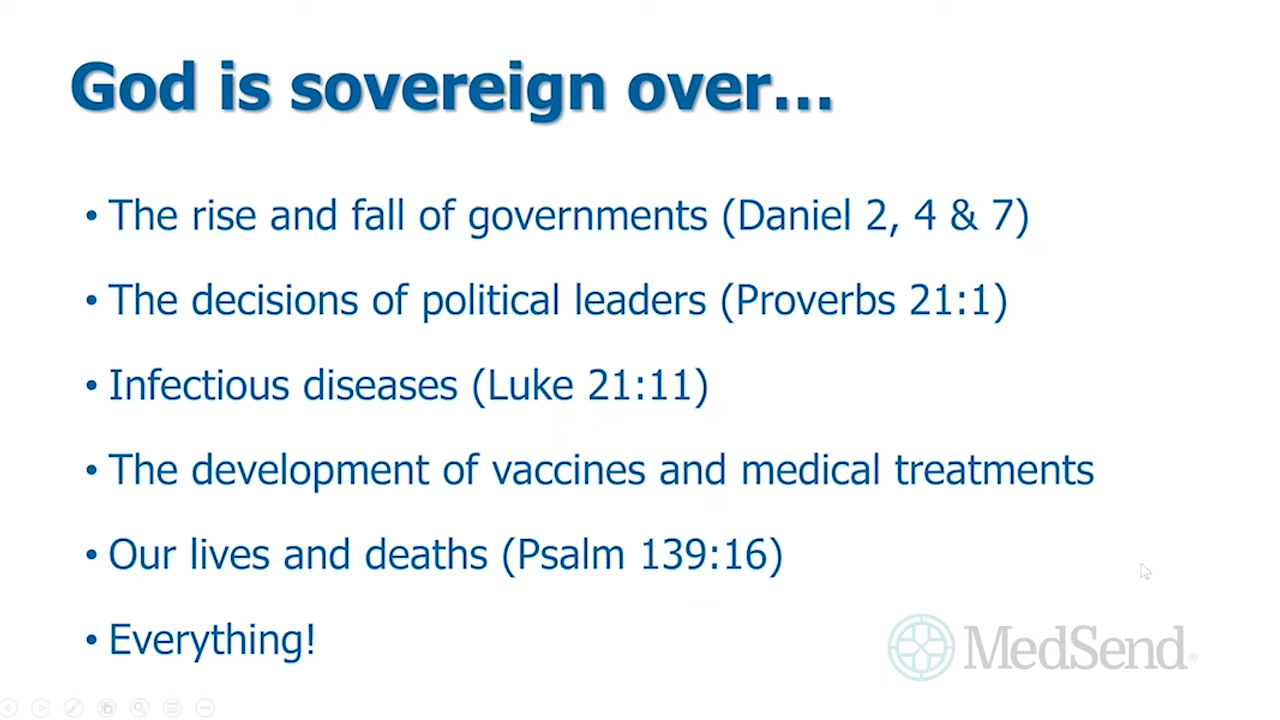 God is sovereign over...
• The rise and fall of governments (Daniel 2, 4 & 7)
• The decisions of political leaders (Proverbs 21:1)
• Infectious diseases (Luke 21:11)
• The development of vaccines and medical treatments
• Our lives and deaths (Psalm 139:16)
• Everything!
MedSend®